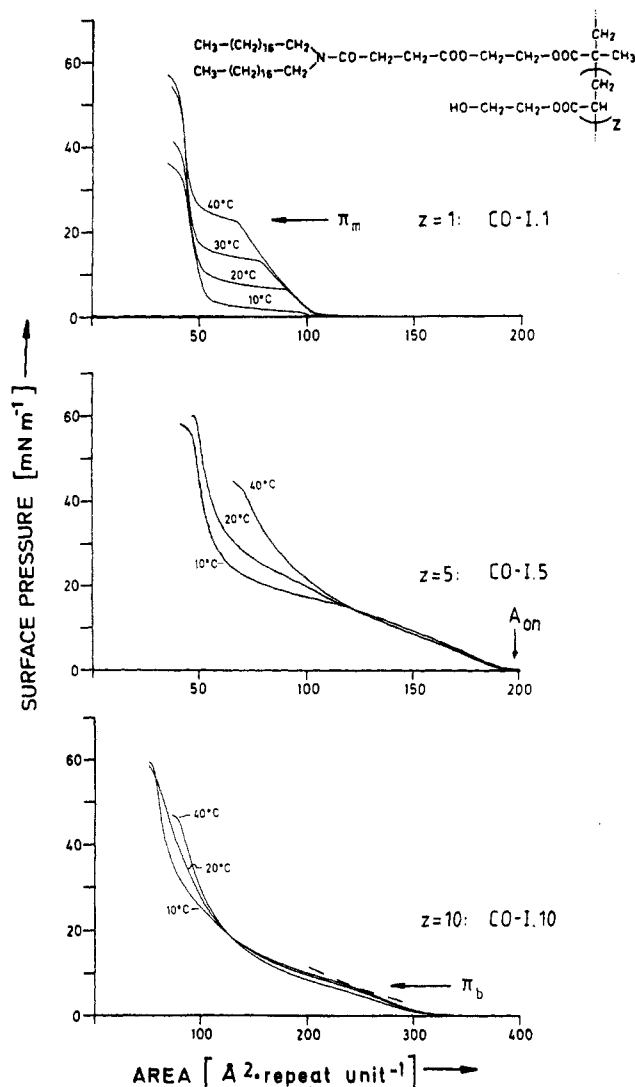 CH₃-(CH₂)₁₆-CH₂
CH₃-(CH₂)₁₆-CH₂
N-CO-CH₂-CH₂-COO-CH₂-CH₂-OOC-C-CH₃
CH₂
CH₂
HO-CH₂-CH₂-OOC-CH
z
60
40
20
0
40°C
30°C
20°C
10°C
πm
z=1: CO-I.1
50
100
150
200
SURFACE PRESSURE [mN m⁻¹]
60
40
20
0
40°C
20°C
10°C
z=5: CO-I.5
Aon
50
100
150
200
60
40
20
0
40°C
20°C
10°C
z=10: CO-I.10
πb
100
200
300
400
AREA [Å²·repeat unit⁻¹]